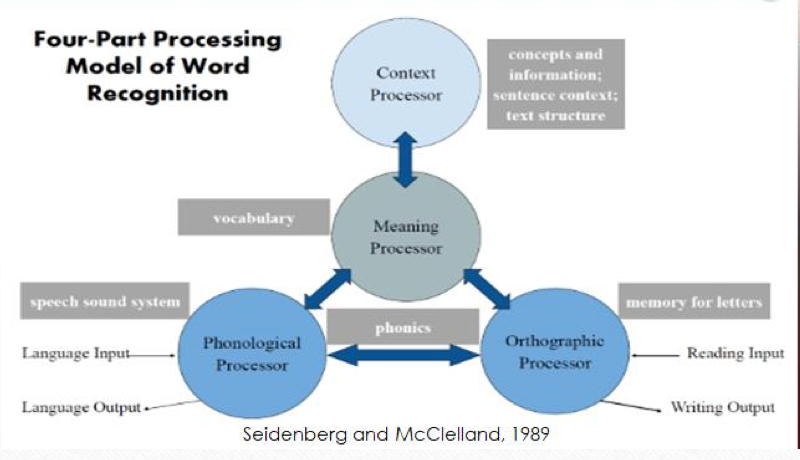 Four-Part Processing
Model of Word
Recognition
Context
Processor
concepts and
information;
sentence context;
text structure
vocabulary
Meaning
Processor
speech sound system
memory for letters
phonics
Phonological
Processor
Orthographic
Processor
Language Input
Reading Input
Language Output
Writing Output
Seidenberg and McClelland, 1989